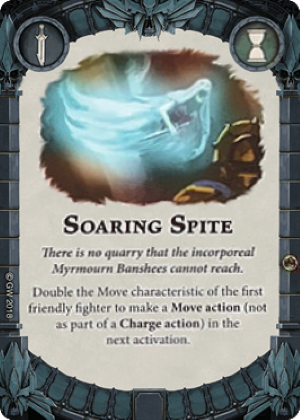 SOARING SPITE
There is no quarry that the incorporeal
Myrmourn Banshees cannot reach.
Double the Move characteristic of the first
friendly fighter to make a Move action (not
as part of a Charge action) in the
next activation.
© GW 2018